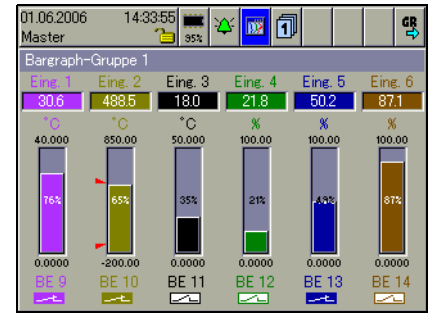 01.06.2006 14:33:55
Master 95% 1 GR
Bargraph-Gruppe 1
Eing. 1 Eing. 2 Eing. 3 Eing. 4 Eing. 5 Eing. 6
30.6 488.5 18.0 21.8 50.2 87.1
°C °C °C % % %
40.000 850.00 50.000 100.00 100.00 100.00
76% 65% 35% 21% 49% 87%
0.0000 -200.00 0.0000 0.0000 0.0000 0.0000
BE 9 BE 10 BE 11 BE 12 BE 13 BE 14